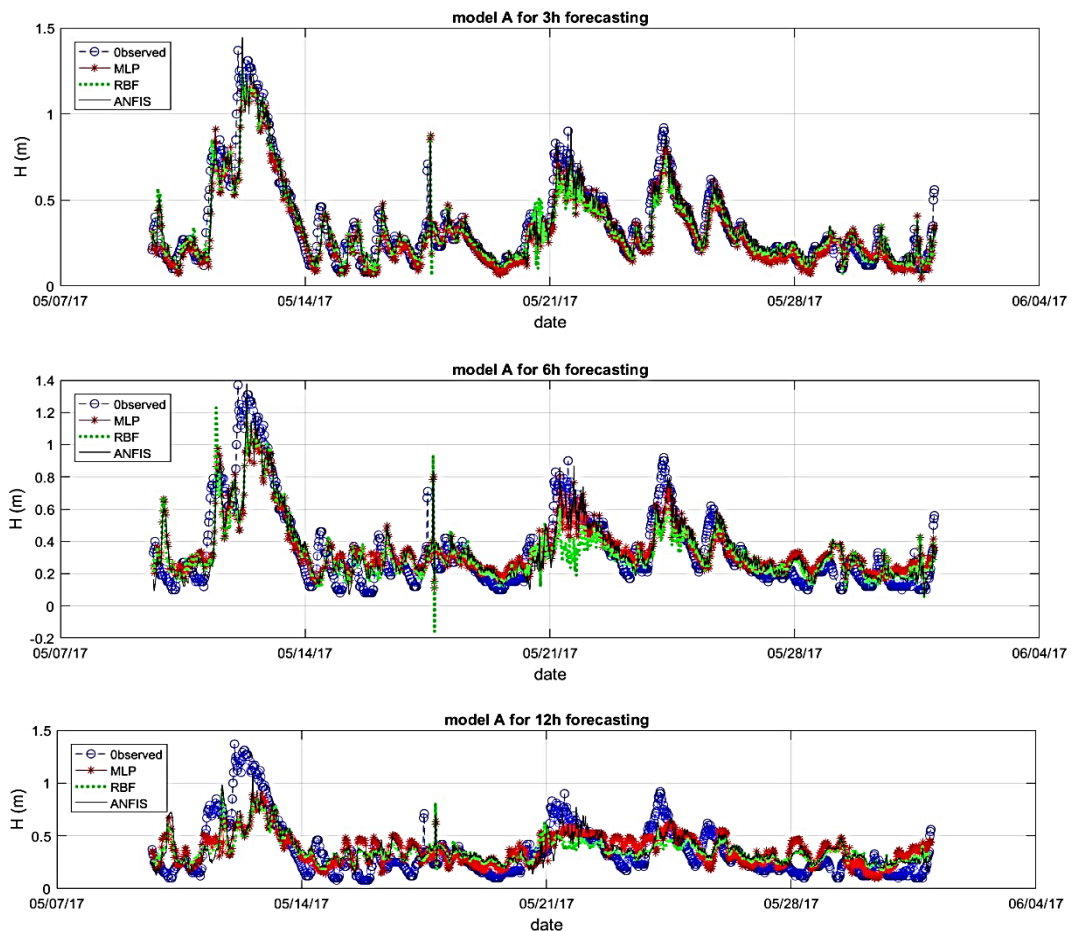 model A for 3h forecasting
1.5
1
0.5
0
H (m)
0bserved
MLP
RBF
ANFIS
05/07/17 05/14/17 05/21/17 05/28/17 06/04/17
date
model A for 6h forecasting
1.4
1.2
1
0.8
0.6
0.4
0.2
0
-0.2
H (m)
0bserved
MLP
RBF
ANFIS
05/07/17 05/14/17 05/21/17 05/28/17 06/04/17
date
model A for 12h forecasting
1.5
1
0.5
0
H (m)
0bserved
MLP
RBF
ANFIS
05/07/17 05/14/17 05/21/17 05/28/17 06/04/17
date